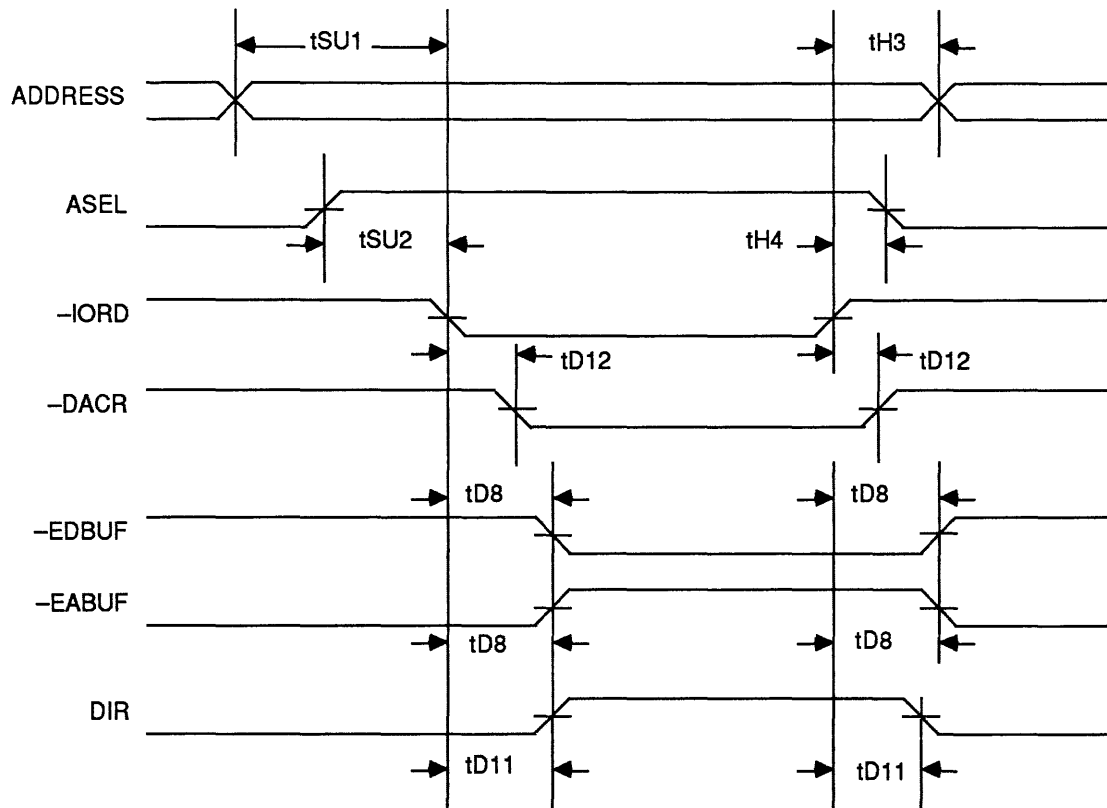 tSU1
tH3
ADDRESS
ASEL
tSU2
tH4
–IORD
tD12
tD12
–DACR
tD8
tD8
–EDBUF
–EABUF
tD8
tD8
DIR
tD11
tD11